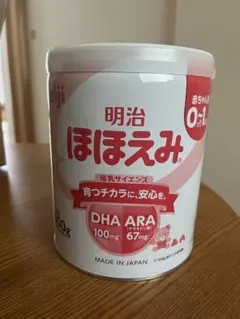 明治
ほほえみ
赤ちゃん
0~1
母乳サイエンス
育つチカラに、安心を。
DHA ARA
100mg 67mg
00g
MADE IN JAPAN